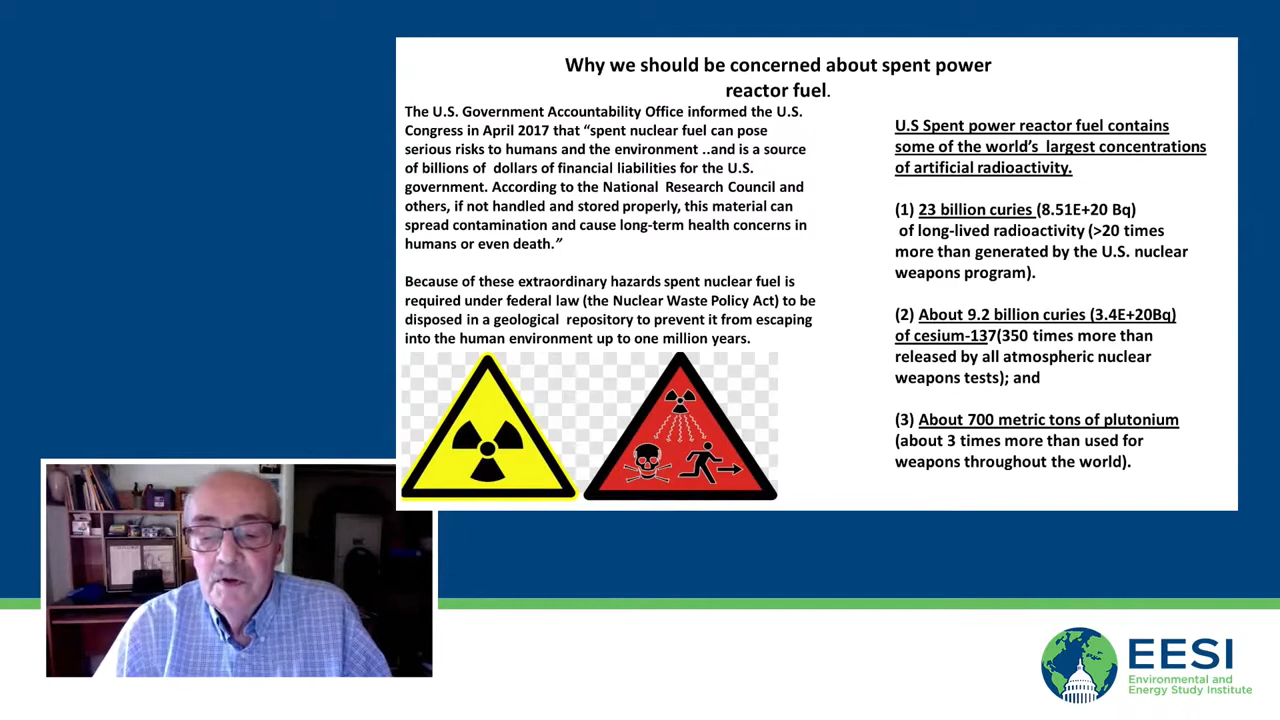 Why we should be concerned about spent power
reactor fuel.
The U.S. Government Accountability Office informed the U.S.
Congress in April 2017 that “spent nuclear fuel can pose
serious risks to humans and the environment ..and is a source
of billions of dollars of financial liabilities for the U.S.
government. According to the National Research Council and
others, if not handled and stored properly, this material can
spread contamination and cause long-term health concerns in
humans or even death.”
Because of these extraordinary hazards spent nuclear fuel is
required under federal law (the Nuclear Waste Policy Act) to be
disposed in a geological repository to prevent it from escaping
into the human environment up to one million years.
U.S Spent power reactor fuel contains
some of the world’s largest concentrations
of artificial radioactivity.
(1) 23 billion curies (8.51E+20 Bq)
of long-lived radioactivity (>20 times
more than generated by the U.S. nuclear
weapons program).
(2) About 9.2 billion curies (3.4E+20Bq)
of cesium-137(350 times more than
released by all atmospheric nuclear
weapons tests); and
(3) About 700 metric tons of plutonium
(about 3 times more than used for
weapons throughout the world).
EESI
Environmental and
Energy Study Institute